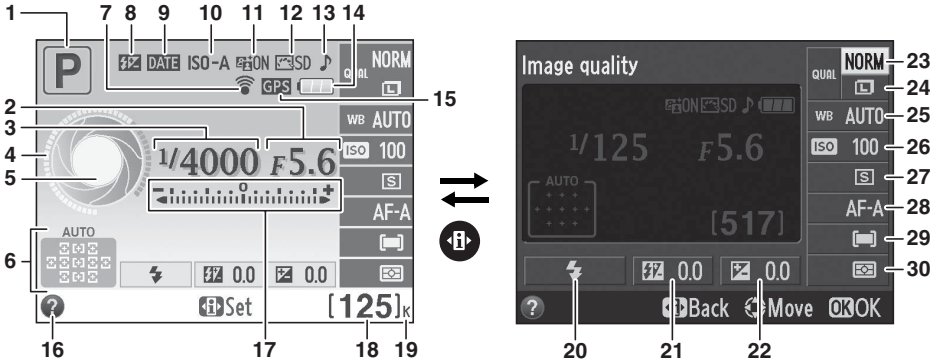 1
7
8
9
10
11
12
13
14
P
DATE
ISO-A
ON
SD
NORM
QUAL
L
GPS
15
2
3
4
5
1/4000
F5.6
WB AUTO
ISO 100
S
AF-A
- 0 +
6
AUTO
0.0
0.0
?
i Set
[125]K
16
17
18
19
Image quality
QUAL
NORM
23
L
24
ON
SD
WB AUTO
25
1/125
F5.6
ISO 100
26
S
27
AUTO
AF-A
28
[517]
29
30
0.0
0.0
?
i Back
Move
OK OK
20
21
22
i